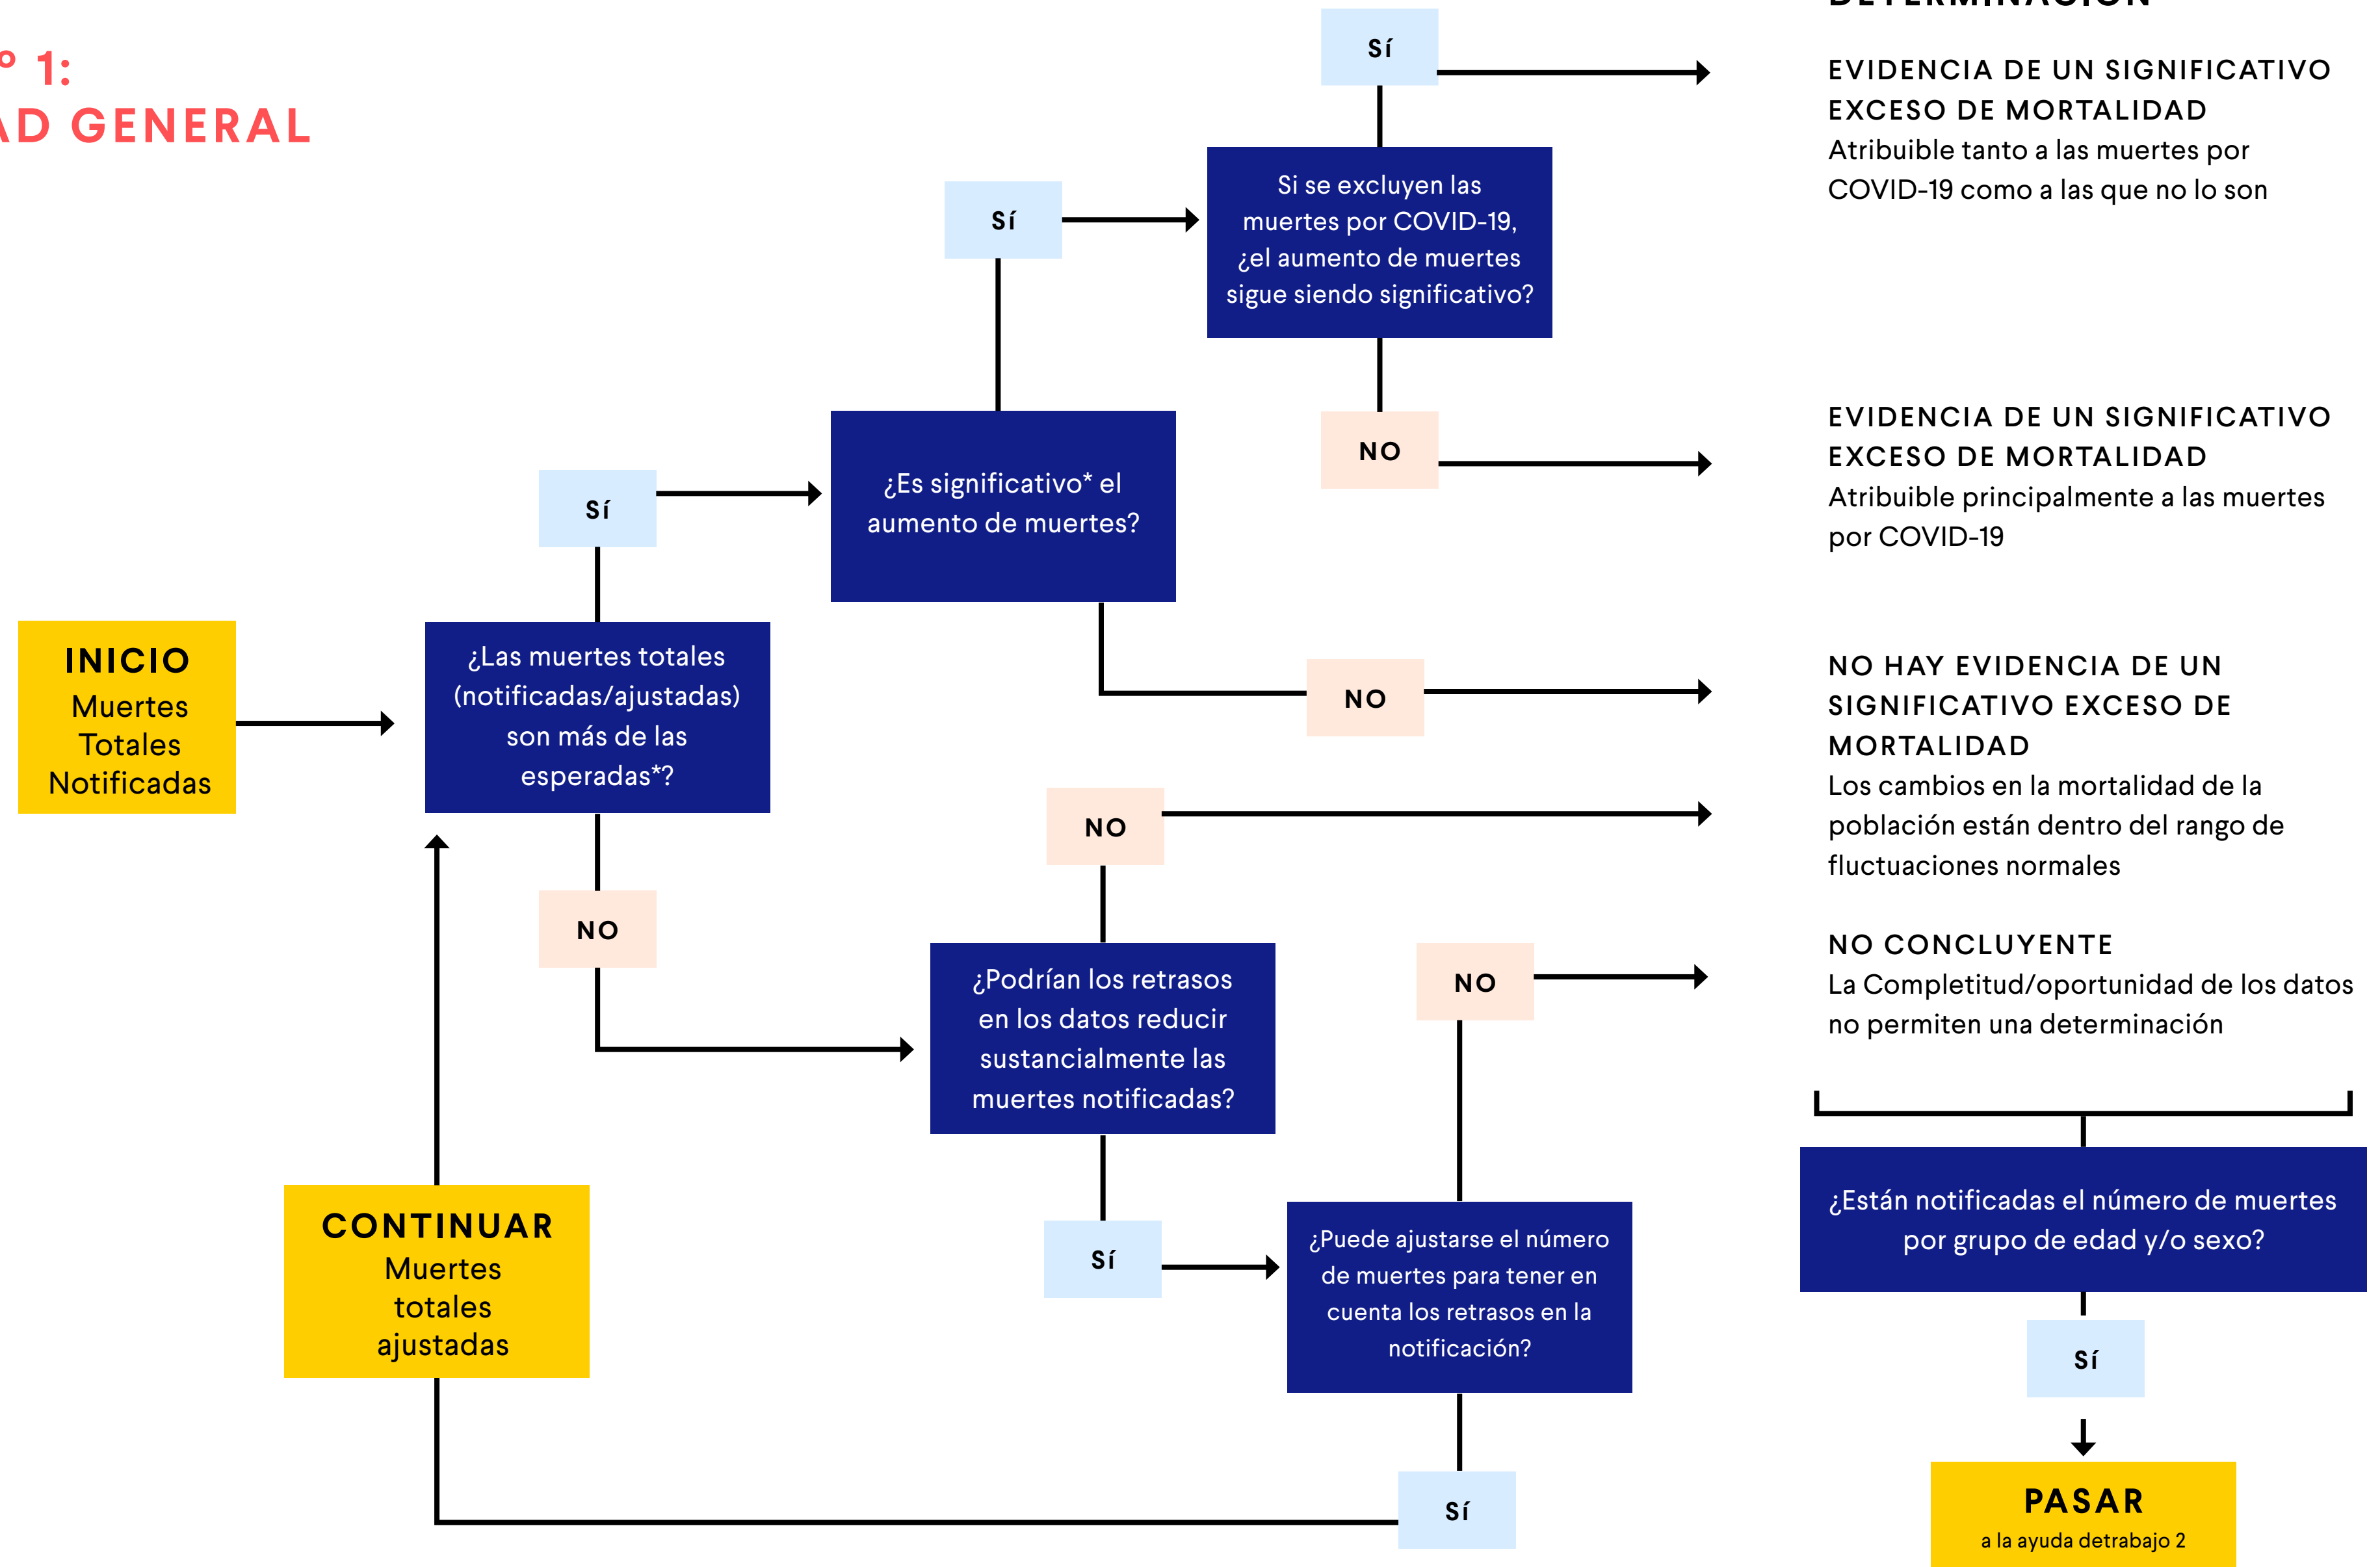 º 1:
AD GENERAL
INICIO
Muertes
Totales
Notificadas
¿Las muertes totales
(notificadas/ajustadas)
son más de las
esperadas*?
Sí
NO
¿Es significativo* el
aumento de muertes?
Sí
NO
Si se excluyen las
muertes por COVID-19,
¿el aumento de muertes
sigue siendo significativo?
Sí
NO
¿Podrían los retrasos
en los datos reducir
sustancialmente las
muertes notificadas?
NO
Sí
¿Puede ajustarse el número
de muertes para tener en
cuenta los retrasos en la
notificación?
NO
Sí
CONTINUAR
Muertes
totales
ajustadas
DETERMINACIÓN
EVIDENCIA DE UN SIGNIFICATIVO
EXCESO DE MORTALIDAD
Atribuible tanto a las muertes por
COVID-19 como a las que no lo son
EVIDENCIA DE UN SIGNIFICATIVO
EXCESO DE MORTALIDAD
Atribuible principalmente a las muertes
por COVID-19
NO HAY EVIDENCIA DE UN
SIGNIFICATIVO EXCESO DE
MORTALIDAD
Los cambios en la mortalidad de la
población están dentro del rango de
fluctuaciones normales
NO CONCLUYENTE
La Completitud/oportunidad de los datos
no permiten una determinación
¿Están notificadas el número de muertes
por grupo de edad y/o sexo?
Sí
PASAR
a la ayuda detrabajo 2